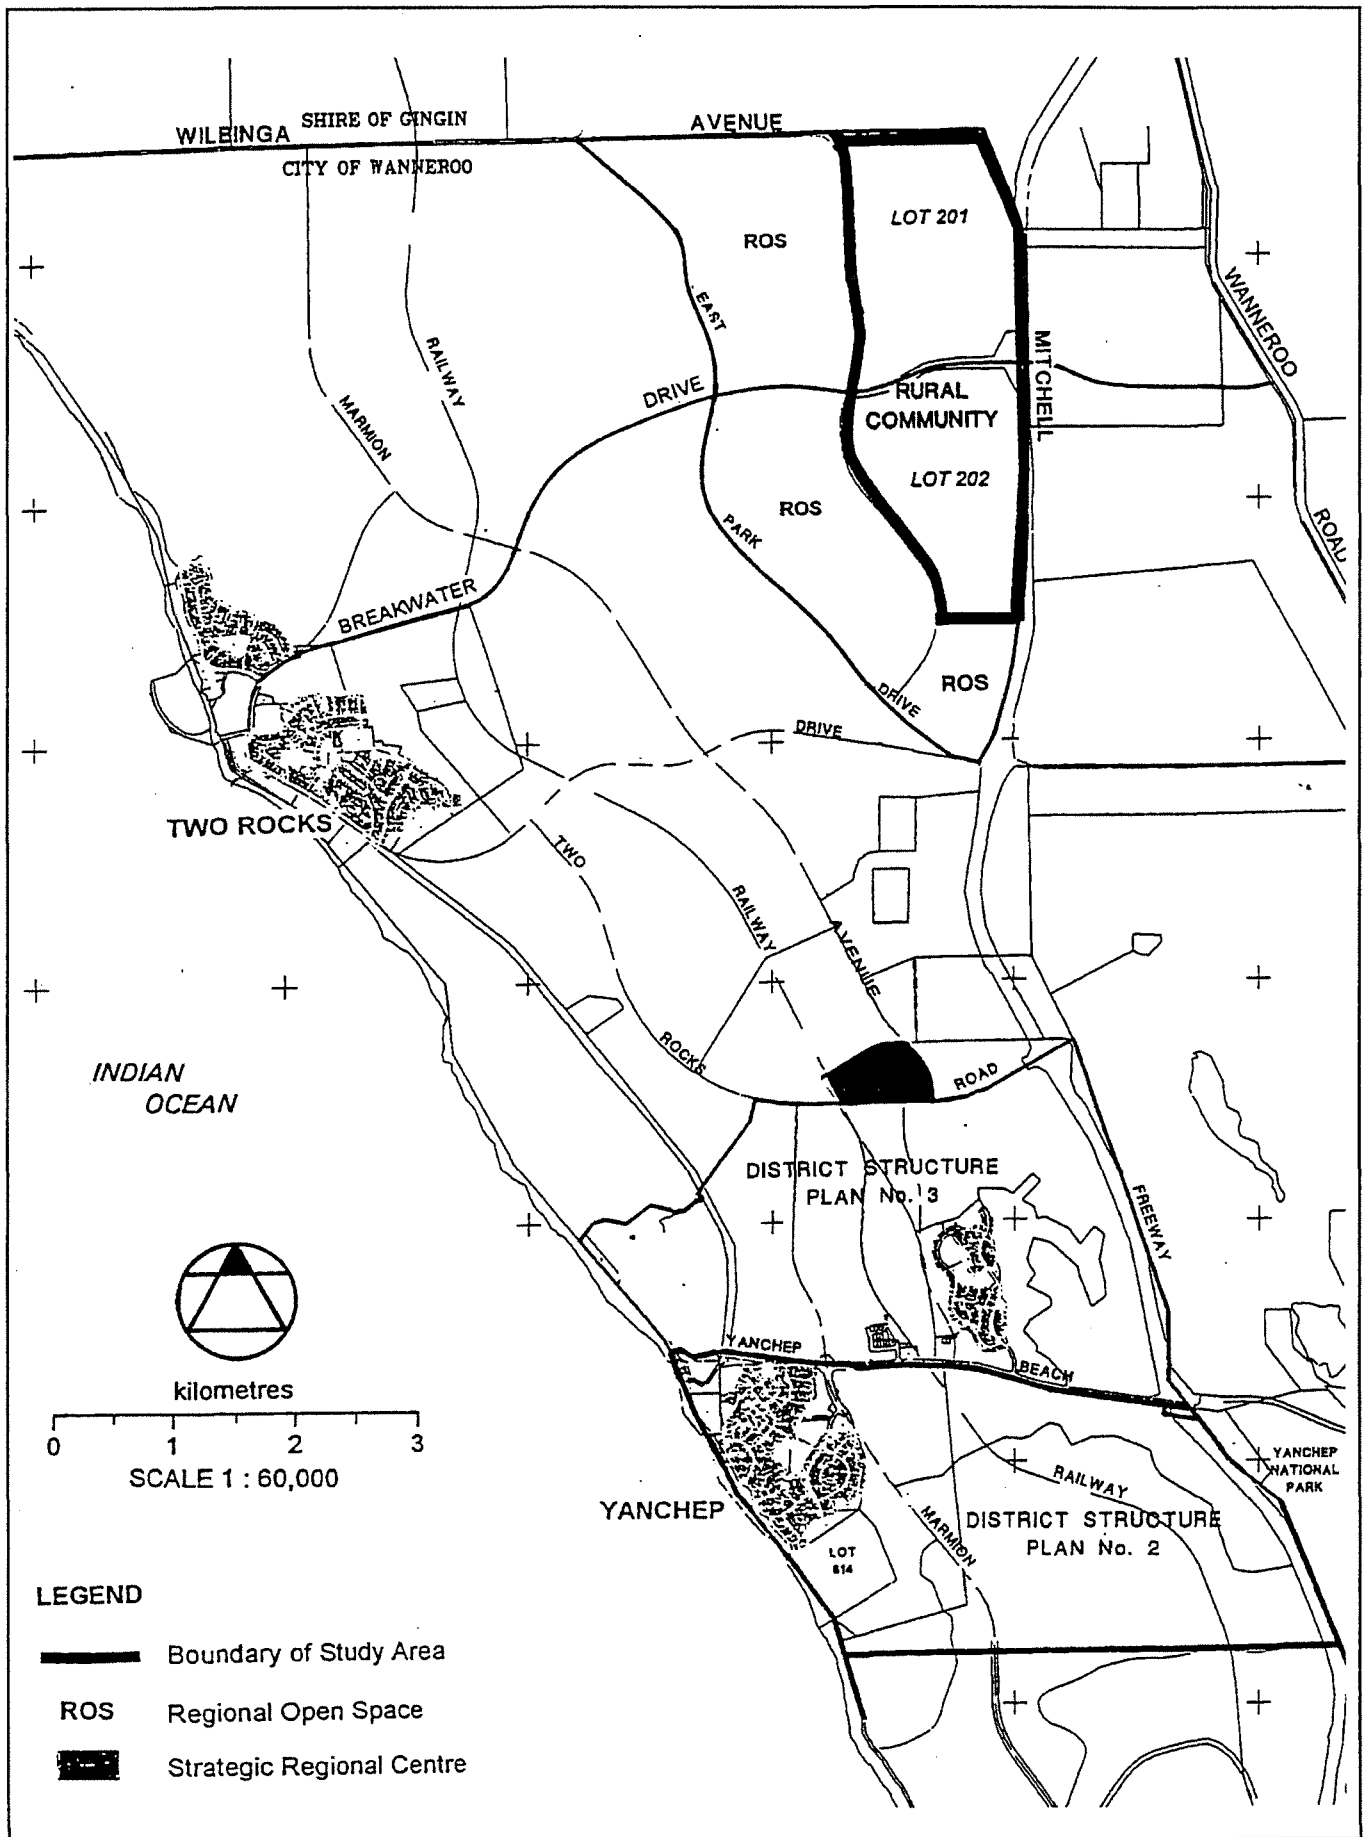 SHIRE OF GINGIN
WILBINGA
AVENUE
CITY OF WANNEROO
LOT 201
ROS
WANNEROO
EAST
MITCHELL
RAILWAY
DRIVE
RURAL
COMMUNITY
MARMION
LOT 202
ROS
ROAD
PARK
BREAKWATER
ROS
DRIVE
DRIVE
TWO ROCKS
TWO
RAILWAY
AVENUE
ROCKS
ROAD
INDIAN
OCEAN
DISTRICT STRUCTURE
PLAN No. 3
FREEWAY
YANCHEP
BEACH
kilometres
0 1 2 3
SCALE 1 : 60,000
YANCHEP
NATIONAL
PARK
RAILWAY
YANCHEP
MARMION
DISTRICT STRUCTURE
PLAN No. 2
LOT
614
LEGEND
Boundary of Study Area
ROS Regional Open Space
Strategic Regional Centre